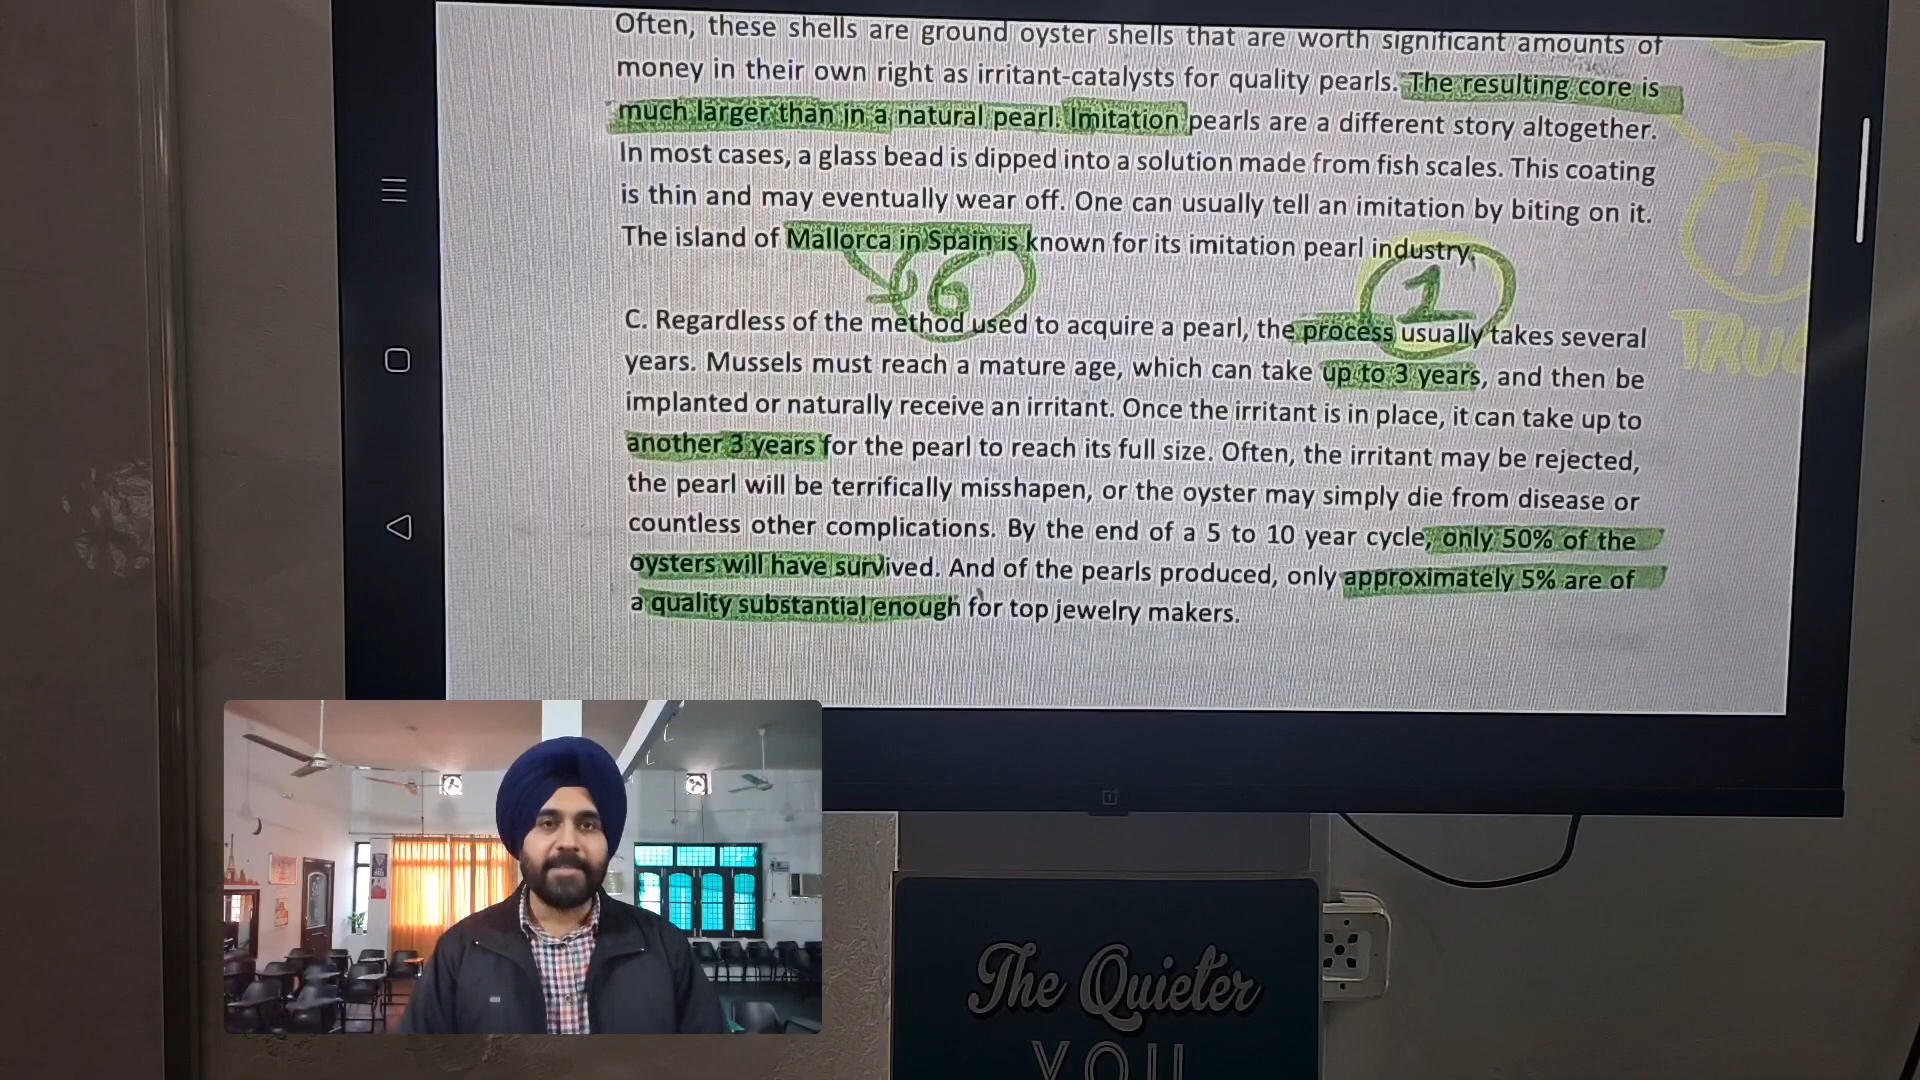 Often, these shells are ground oyster shells that are worth significant amounts of
money in their own right as irritant-catalysts for quality pearls. The resulting core is
much larger than in a natural pearl. Imitation pearls are a different story altogether.
In most cases, a glass bead is dipped into a solution made from fish scales. This coating
is thin and may eventually wear off. One can usually tell an imitation by biting on it.
The island of Mallorca in Spain is known for its imitation pearl industry.
6
1
C. Regardless of the method used to acquire a pearl, the process usually takes several
years. Mussels must reach a mature age, which can take up to 3 years, and then be
implanted or naturally receive an irritant. Once the irritant is in place, it can take up to
another 3 years for the pearl to reach its full size. Often, the irritant may be rejected,
the pearl will be terrifically misshapen, or the oyster may simply die from disease or
countless other complications. By the end of a 5 to 10 year cycle, only 50% of the
oysters will have survived. And of the pearls produced, only approximately 5% are of
a quality substantial enough for top jewelry makers.
The Quieter
YOU